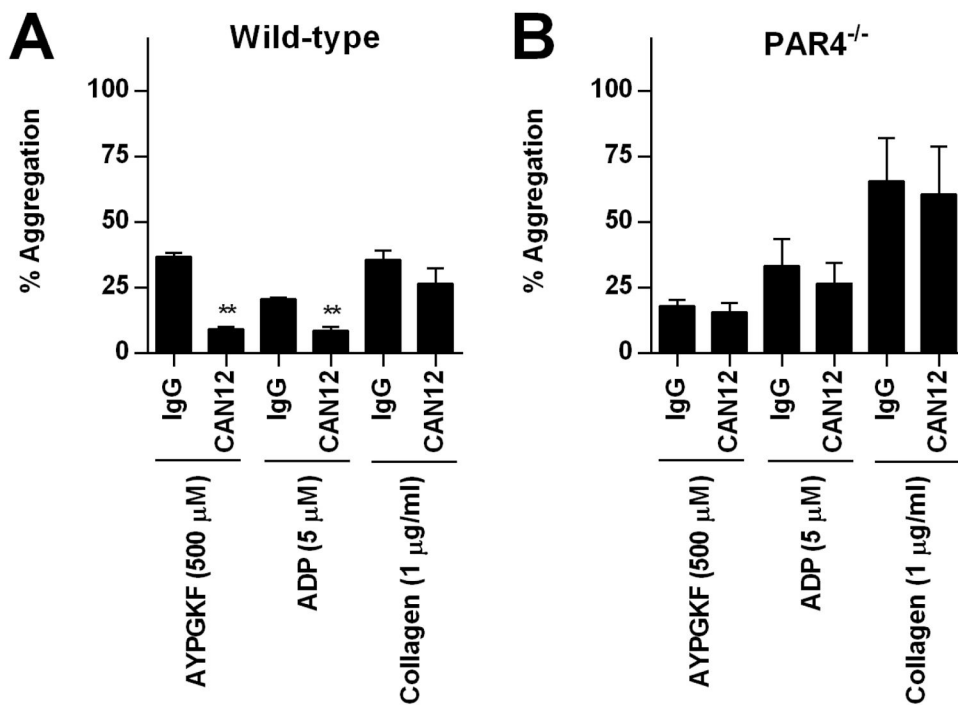 A
Wild-type
% Aggregation
100
75
50
25
0
**
**
IgG
CAN12
IgG
CAN12
IgG
CAN12
AYPGKF (500 μM)
ADP (5 μM)
Collagen (1 μg/ml)
B
PAR4-/-
% Aggregation
100
75
50
25
0
IgG
CAN12
IgG
CAN12
IgG
CAN12
AYPGKF (500 μM)
ADP (5 μM)
Collagen (1 μg/ml)